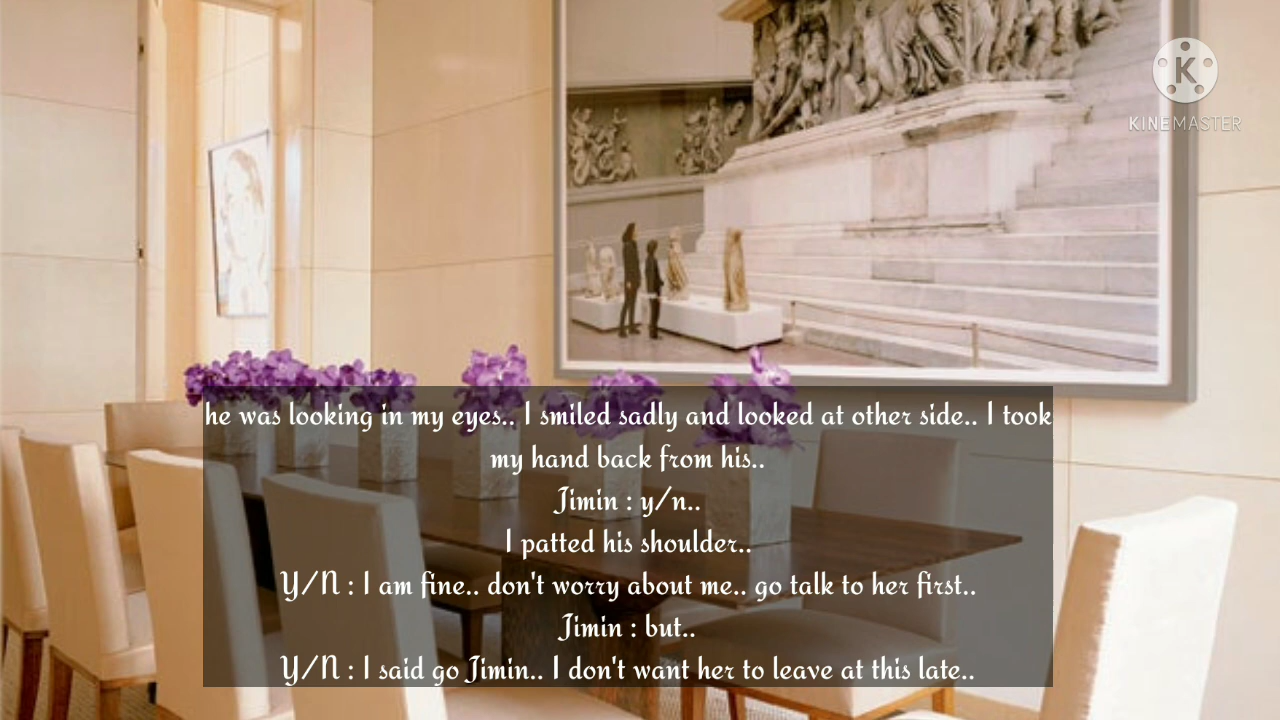 K
KINEMASTER
he was looking in my eyes.. I smiled sadly and looked at other side.. I took
my hand back from his..
Jimin : y/n..
I patted his shoulder..
Y/N : I am fine.. don't worry about me.. go talk to her first..
Jimin : but..
Y/N : I said go Jimin.. I don't want her to leave at this late..